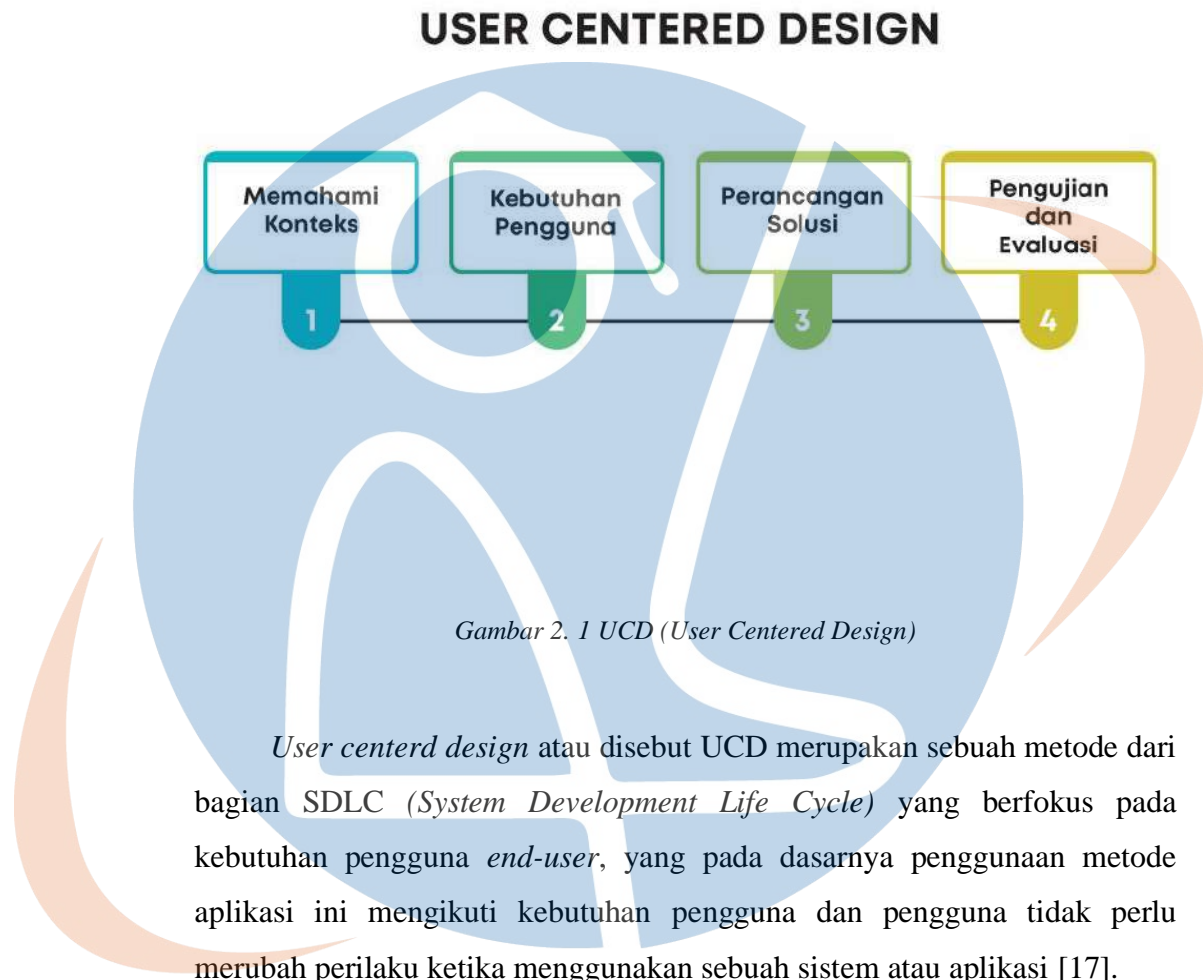 USER CENTERED DESIGN
Memahami
Konteks
Kebutuhan
Pengguna
Perancangan
Solusi
Pengujian
dan
Evaluasi
1
2
3
4
Gambar 2. 1 UCD (User Centered Design)
User centerd design atau disebut UCD merupakan sebuah metode dari
bagian SDLC (System Development Life Cycle) yang berfokus pada
kebutuhan pengguna end-user, yang pada dasarnya penggunaan metode
aplikasi ini mengikuti kebutuhan pengguna dan pengguna tidak perlu
merubah perilaku ketika menggunakan sebuah sistem atau aplikasi [17].